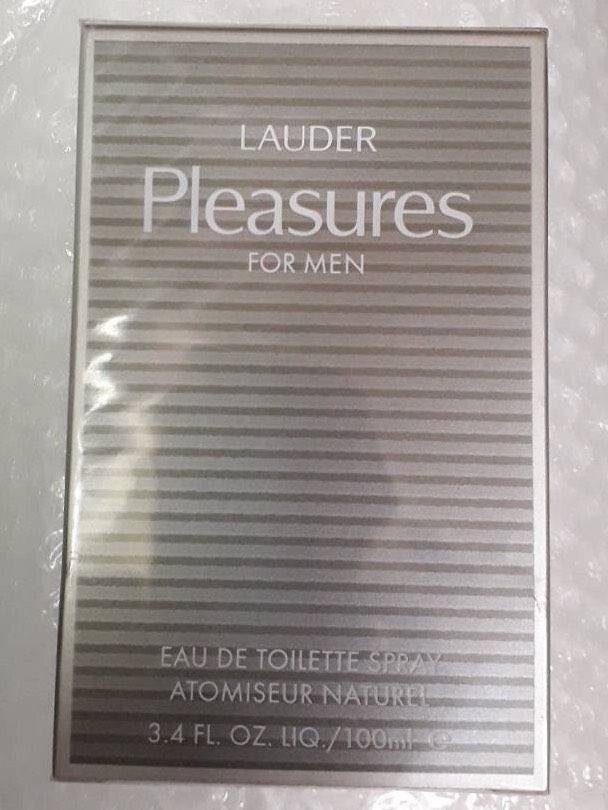 LAUDER
Pleasures
FOR MEN
EAU DE TOILETTE SPRAY
ATOMISEUR NATUREL
3.4 FL. OZ. LIQ./100ml e